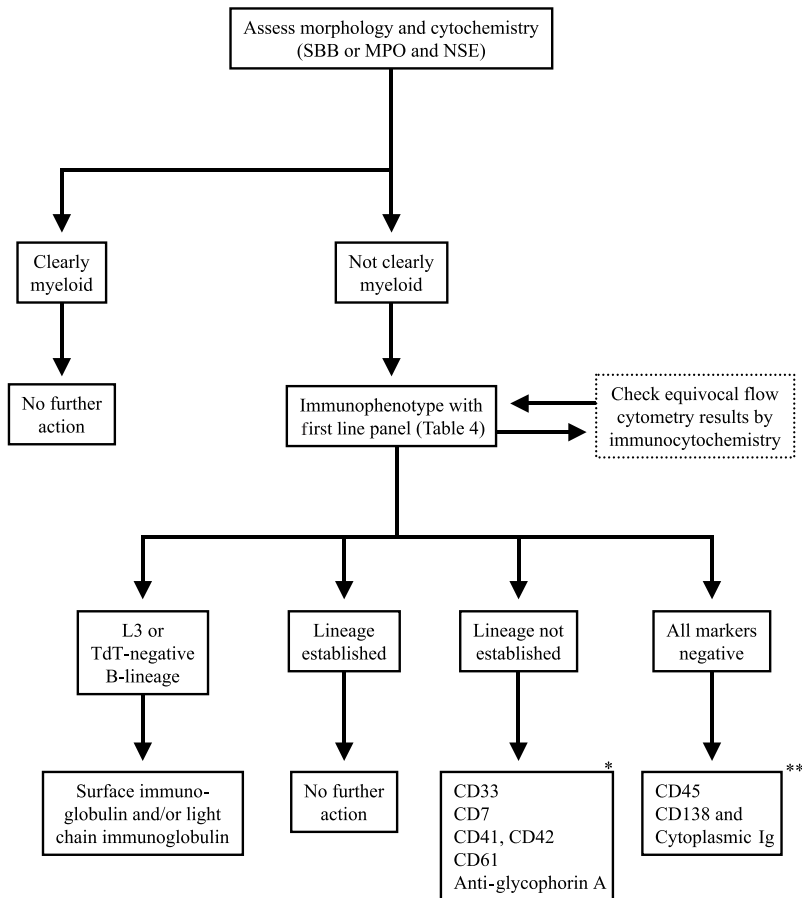 Assess morphology and cytochemistry
(SBB or MPO and NSE)
Clearly
myeloid
Not clearly
myeloid
No further
action
Immunophenotype with
first line panel (Table 4)
Check equivocal flow
cytometry results by
immunocytochemistry
L3 or
TdT-negative
B-lineage
Lineage
established
Lineage not
established
All markers
negative
Surface immuno-
globulin and/or light
chain immunoglobulin
No further
action
*
CD33
CD7
CD41, CD42
CD61
Anti-glycophorin A
**
CD45
CD138 and
Cytoplasmic Ig